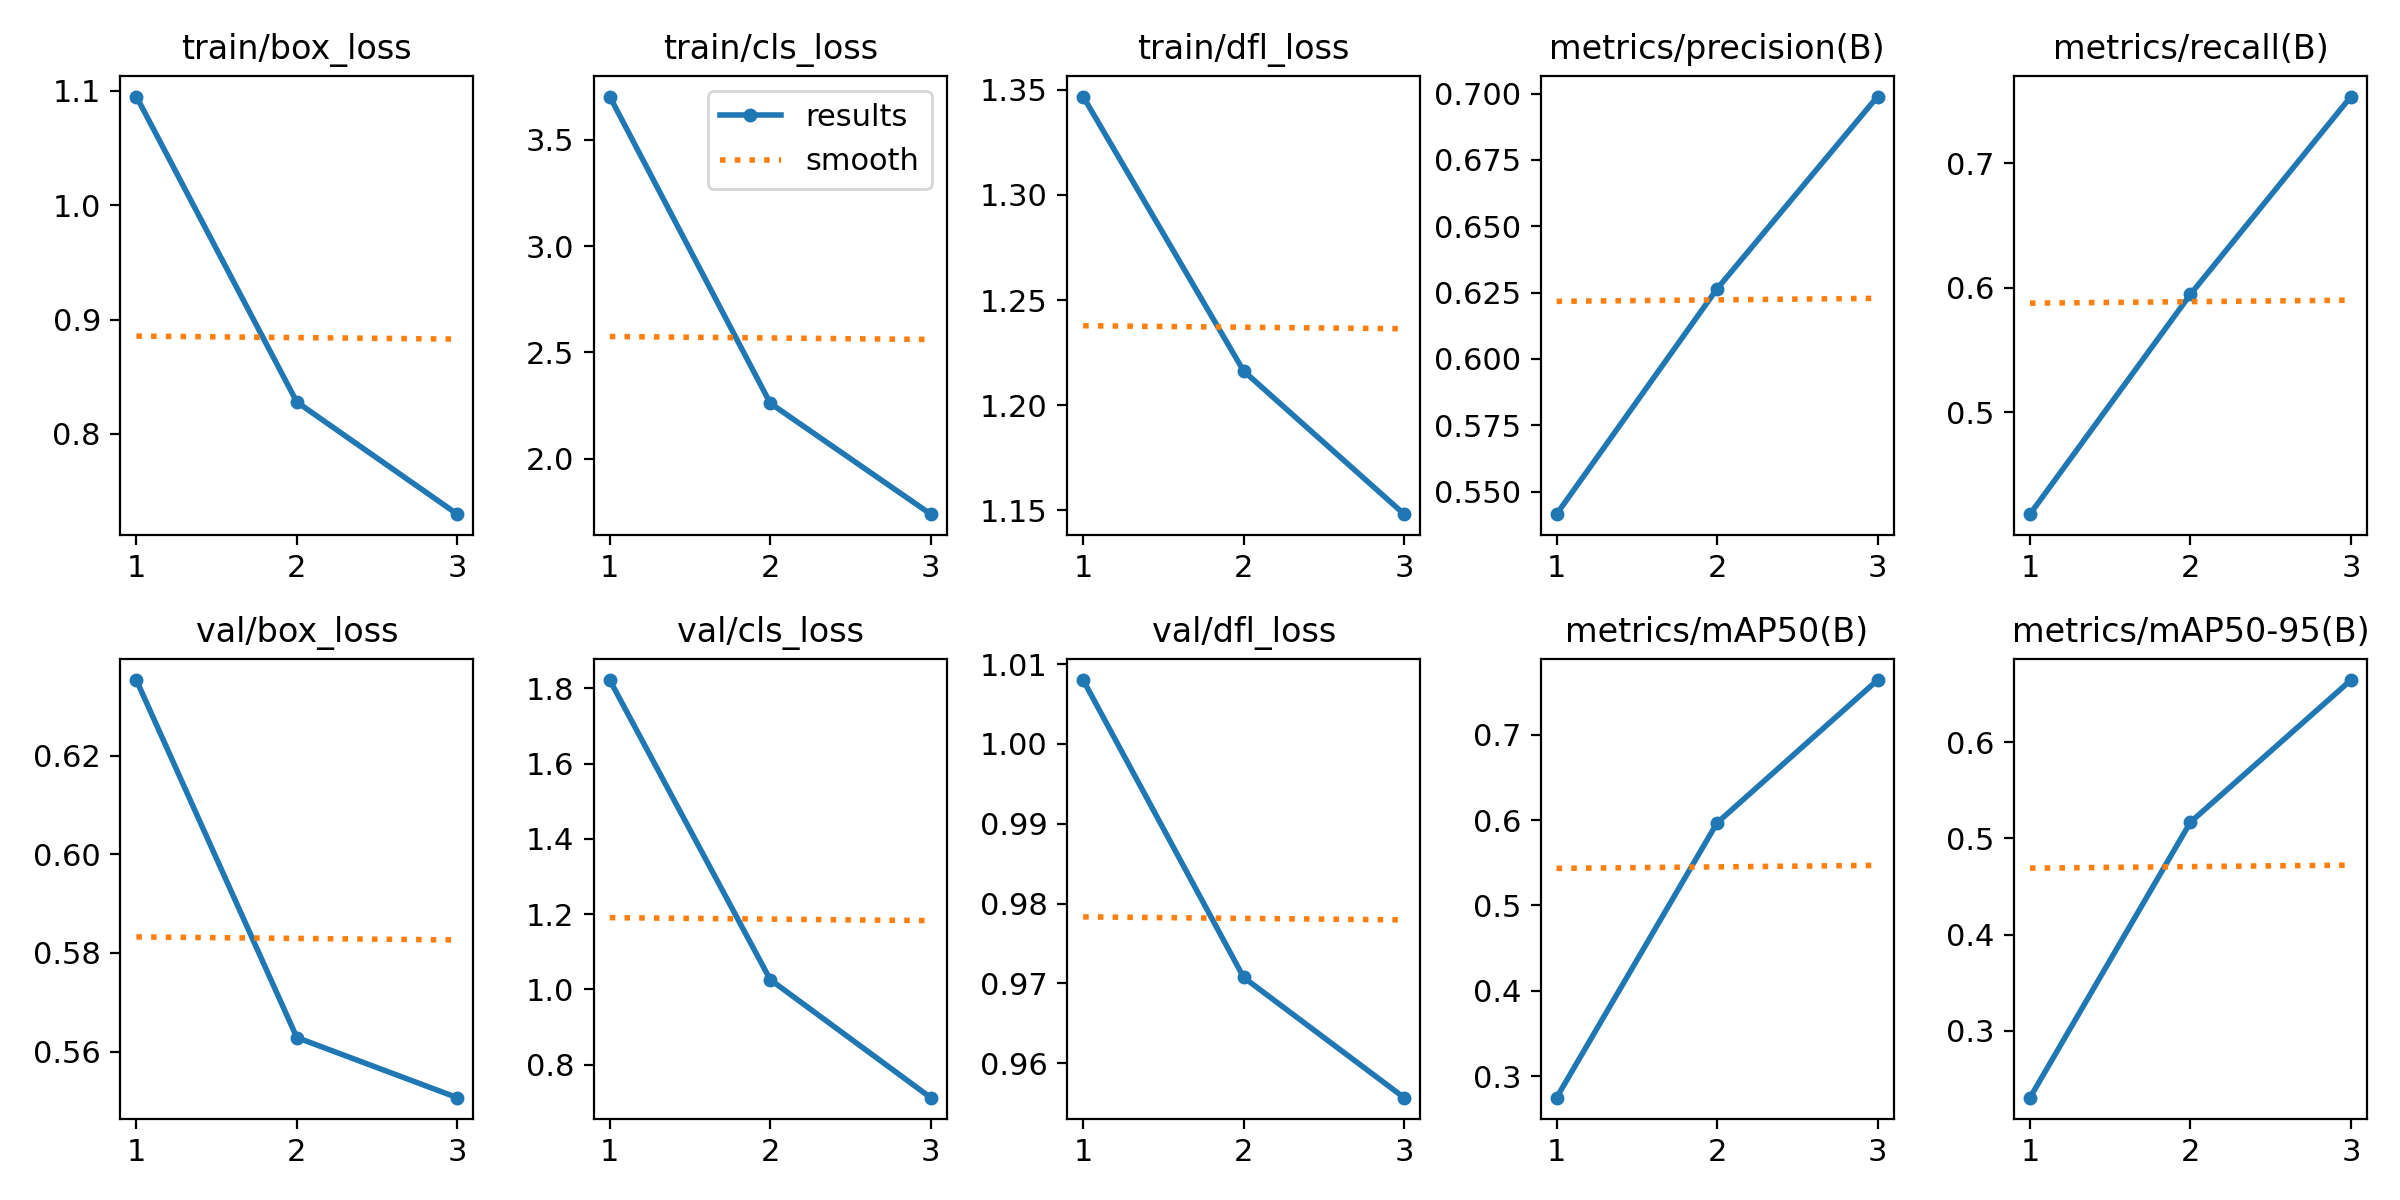 train/box_loss
1.1
1.0
0.9
0.8
1 2 3
train/cls_loss
results
smooth
3.5
3.0
2.5
2.0
1 2 3
train/dfl_loss
1.35
1.30
1.25
1.20
1.15
1 2 3
metrics/precision(B)
0.700
0.675
0.650
0.625
0.600
0.575
0.550
1 2 3
metrics/recall(B)
0.7
0.6
0.5
1 2 3
val/box_loss
0.62
0.60
0.58
0.56
1 2 3
val/cls_loss
1.8
1.6
1.4
1.2
1.0
0.8
1 2 3
val/dfl_loss
1.01
1.00
0.99
0.98
0.97
0.96
1 2 3
metrics/mAP50(B)
0.7
0.6
0.5
0.4
0.3
1 2 3
metrics/mAP50-95(B)
0.6
0.5
0.4
0.3
1 2 3